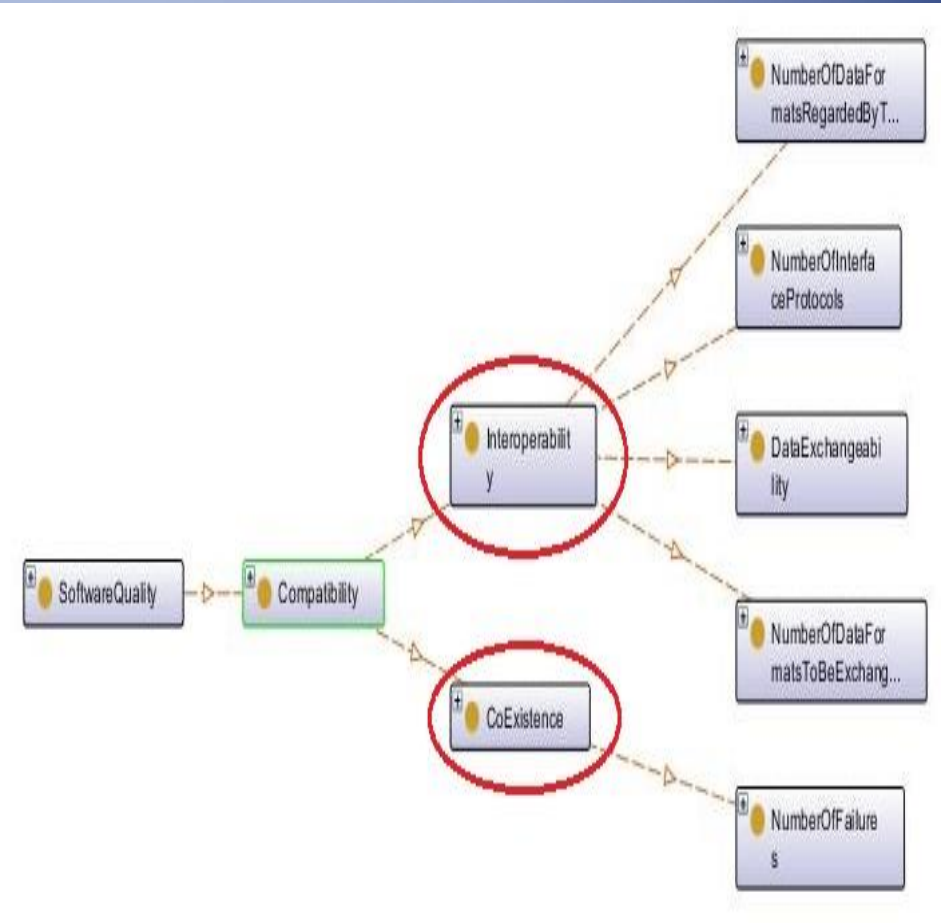 NumberOfDataFor
matsRegardedByT...
NumberOfInterfa
ceProtocols
Interoperabilit
y
DataExchangeabi
lity
SoftwareQuality
Compatibility
NumberOfDataFor
matsToBeExchang...
CoExistence
NumberOfFailure
s